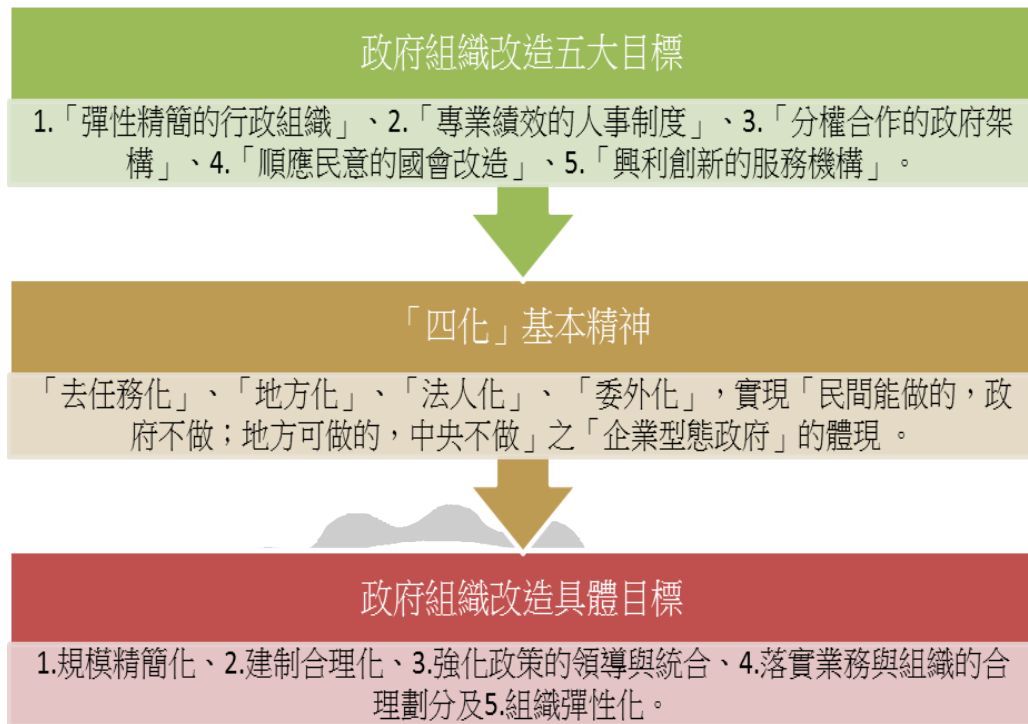 政府組織改造五大目標
1.「彈性精簡的行政組織」、2.「專業績效的人事制度」、3.「分權合作的政府架
構」、4.「順應民意的國會改造」、5.「興利創新的服務機構」。
「四化」基本精神
「去任務化」、「地方化」、「法人化」、「委外化」，實現「民間能做的，政
府不做；地方可做的，中央不做」之「企業型態政府」的體現。
政府組織改造具體目標
1.規模精簡化、2.建制合理化、3.強化政策的領導與統合、4.落實業務與組織的合
理劃分及5.組織彈性化。